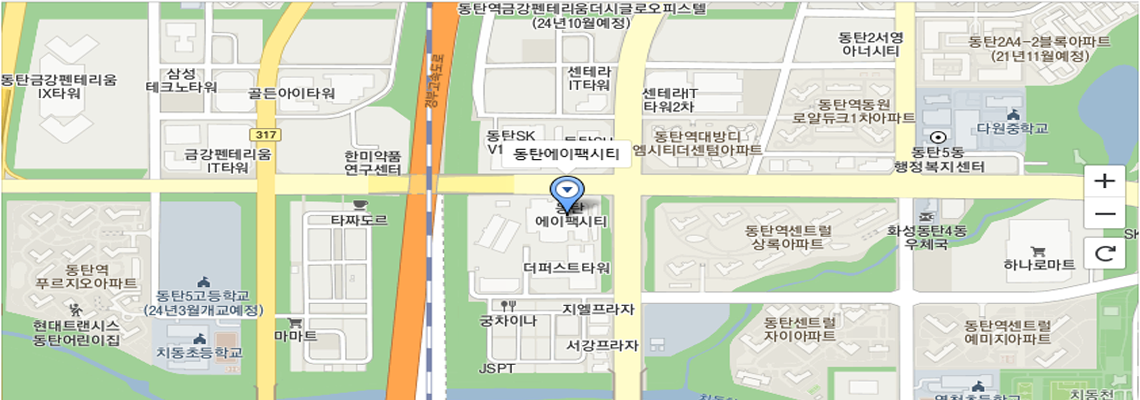 동탄역금강펜테리움더시글로오피스텔
(24년10월예정)
동탄2서영
아너시티
동탄2A4-2블록아파트
(21년11월예정)
동탄금강펜테리움
IX타워
삼성
테크노타워
골든아이타워
경부고속도로
센테라
IT타워
센테라IT
타워2차
동탄역동원
로얄듀크1차아파트
다원중학교
317
금강펜테리움
IT타워
한미약품
연구센터
동탄SK
V1
동탄에이팩시티
동탄역대방디
엠시티더센텀아파트
동탄5동
행정복지센터
타짜도르
동탄
에이팩시티
동탄역센트럴
상록아파트
화성동탄4동
우체국
하나로마트
SK
동탄역
푸르지오아파트
더퍼스트타워
동탄5고등학교
(24년3월개교예정)
궁차이나
지엘프라자
현대트랜시스
동탄어린이집
치동초등학교
마마트
서강프라자
동탄센트럴
자이아파트
동탄역센트럴
예미지아파트
JSPT
치동천